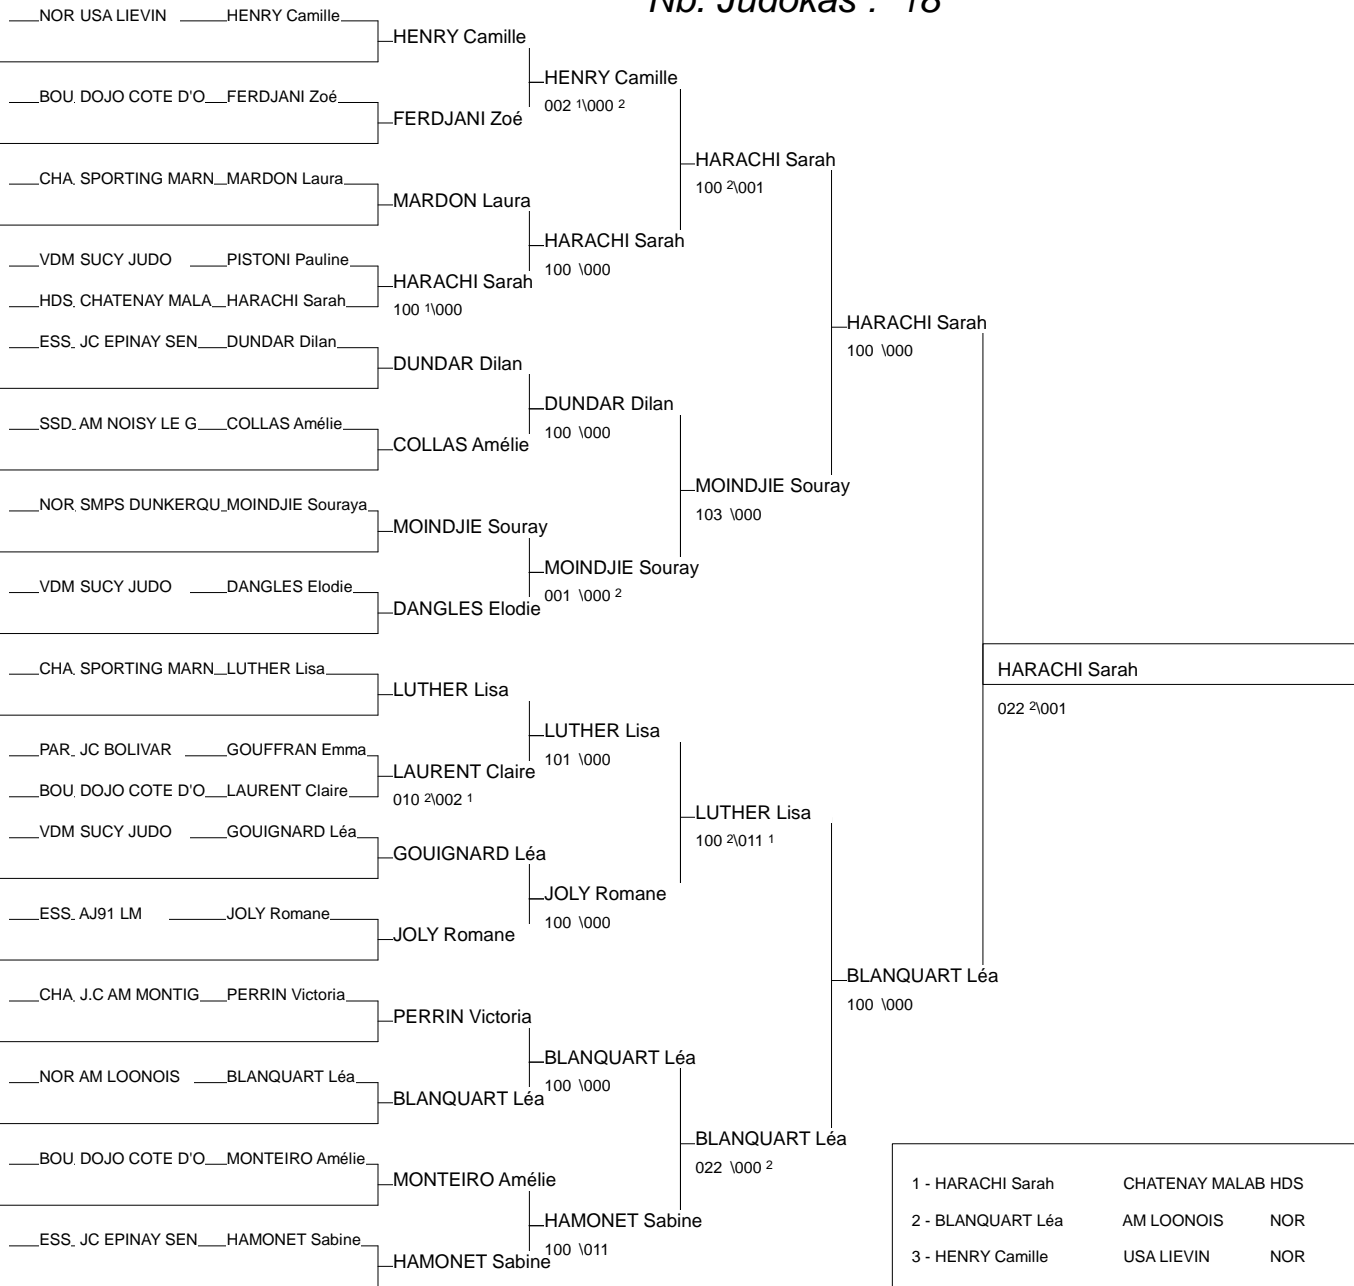 Nb. Judokas : 18
NOR USA LIEVIN HENRY Camille
HENRY Camille
HENRY Camille
002 1\000 2
BOU DOJO COTE D'O FERDJANI Zoé
FERDJANI Zoé
HARACHI Sarah
100 2\001
CHA SPORTING MARN MARDON Laura
MARDON Laura
HARACHI Sarah
100 \000
VDM SUCY JUDO PISTONI Pauline
HARACHI Sarah
100 1\000
HDS CHATENAY MALA HARACHI Sarah
HARACHI Sarah
100 \000
ESS JC EPINAY SEN DUNDAR Dilan
DUNDAR Dilan
DUNDAR Dilan
100 \000
SSD AM NOISY LE G COLLAS Amélie
COLLAS Amélie
MOINDJIE Souray
103 \000
NOR SMPS DUNKERQU MOINDJIE Souraya
MOINDJIE Souray
MOINDJIE Souray
001 \000 2
VDM SUCY JUDO DANGLES Elodie
DANGLES Elodie
HARACHI Sarah
022 2\001
CHA SPORTING MARN LUTHER Lisa
LUTHER Lisa
LUTHER Lisa
101 \000
PAR JC BOLIVAR GOUFFRAN Emma
LAURENT Claire
010 2\002 1
BOU DOJO COTE D'O LAURENT Claire
LUTHER Lisa
100 2\011 1
VDM SUCY JUDO GOUIGNARD Léa
GOUIGNARD Léa
JOLY Romane
100 \000
ESS AJ91 LM JOLY Romane
JOLY Romane
BLANQUART Léa
100 \000
CHA J.C AM MONTIG PERRIN Victoria
PERRIN Victoria
BLANQUART Léa
100 \000
NOR AM LOONOIS BLANQUART Léa
BLANQUART Léa
BLANQUART Léa
022 \000 2
BOU DOJO COTE D'O MONTEIRO Amélie
MONTEIRO Amélie
HAMONET Sabine
100 \011
ESS JC EPINAY SEN HAMONET Sabine
HAMONET Sabine
1 - HARACHI Sarah CHATENAY MALAB HDS
2 - BLANQUART Léa AM LOONOIS NOR
3 - HENRY Camille USA LIEVIN NOR